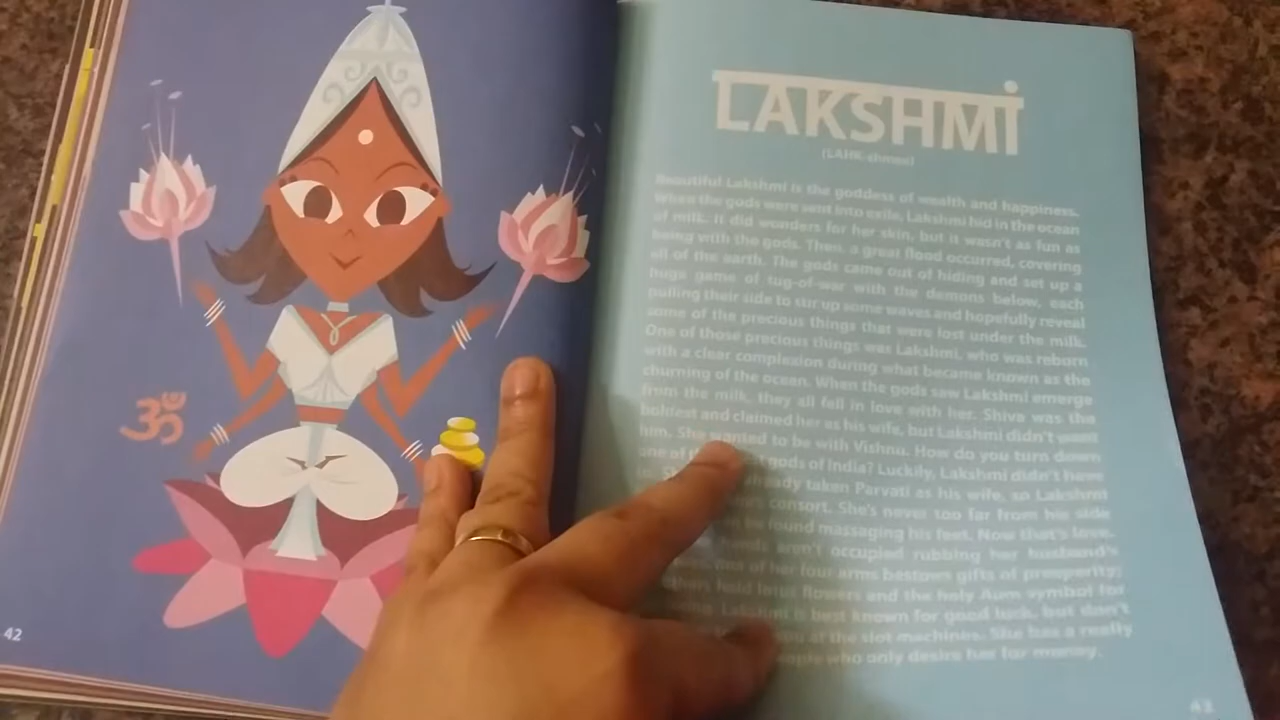 ॐ
42
LAKSHMI
(LAHK-shmee)
Beautiful Lakshmi is the goddess of wealth and happiness.
When the gods were sent into exile, Lakshmi hid in the ocean
of milk. It did wonders for her skin, but it wasn't as fun as
being with the gods. Then, a great flood occurred, covering
all of the earth. The gods came out of hiding and set up a
huge game of tug-of-war with the demons below, each
pulling their side to stir up some waves and hopefully reveal
some of the precious things that were lost under the milk.
One of those precious things was Lakshmi, who was reborn
with a clear complexion during what became known as the
churning of the ocean. When the gods saw Lakshmi emerge
from the milk, they all fell in love with her. Shiva was the
boldest and claimed her as his wife, but Lakshmi didn't want
him. She wanted to be with Vishnu. How do you turn down
one of gods of India? Luckily, Lakshmi didn't have
already taken Parvati as his wife, so Lakshmi
consort. She's never too far from his side
be found massaging his feet. Now that's love.
aren't occupied rubbing her husband's
one of her four arms bestows gifts of prosperity;
hold lotus flowers and the holy Aum symbol for
Lakshmi is best known for good luck, but don't
at the slot machines. She has a really
people who only desire her for money.
43